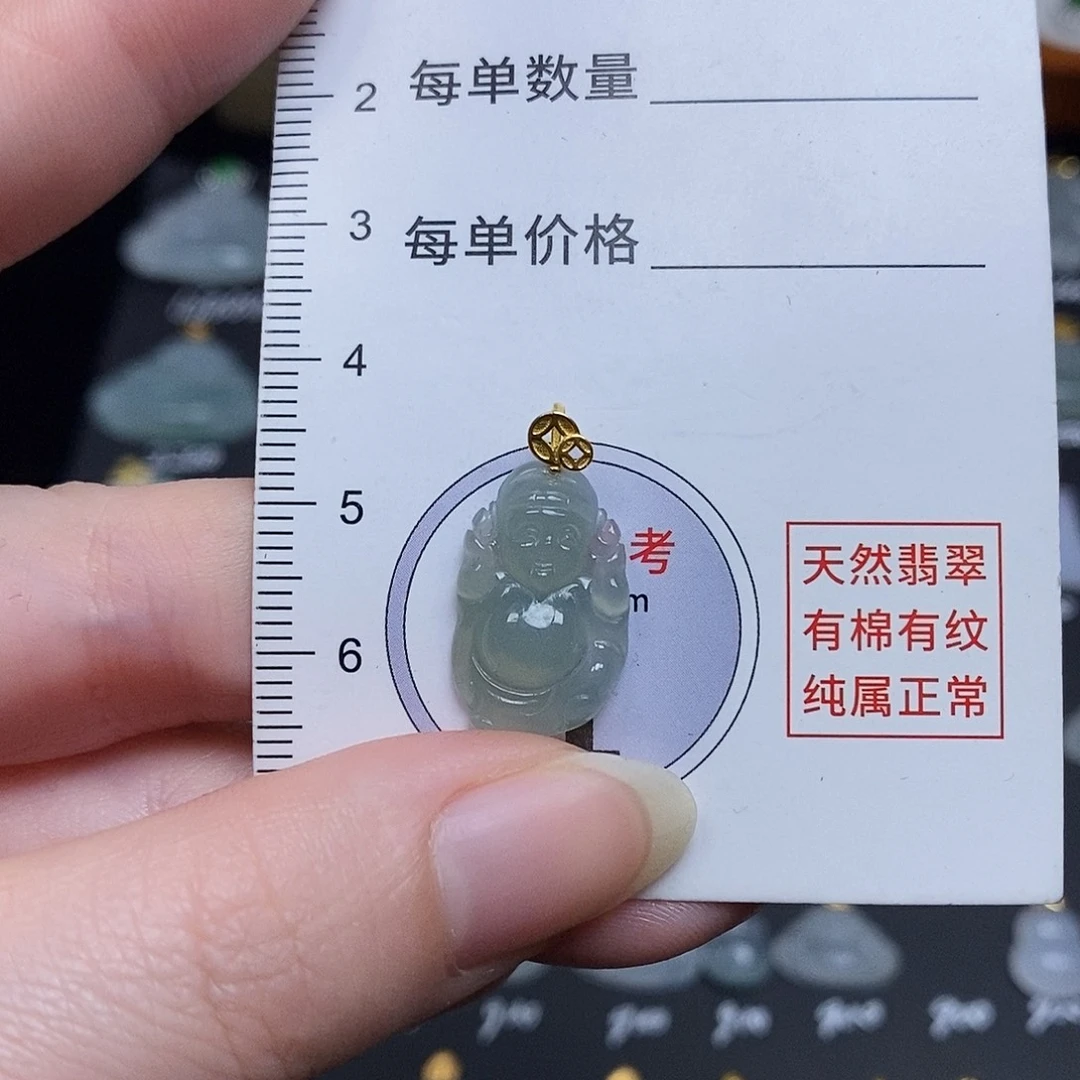 2 每单数量
3 每单价格
4
5
考
m
6
天然翡翠
有棉有纹
纯属正常